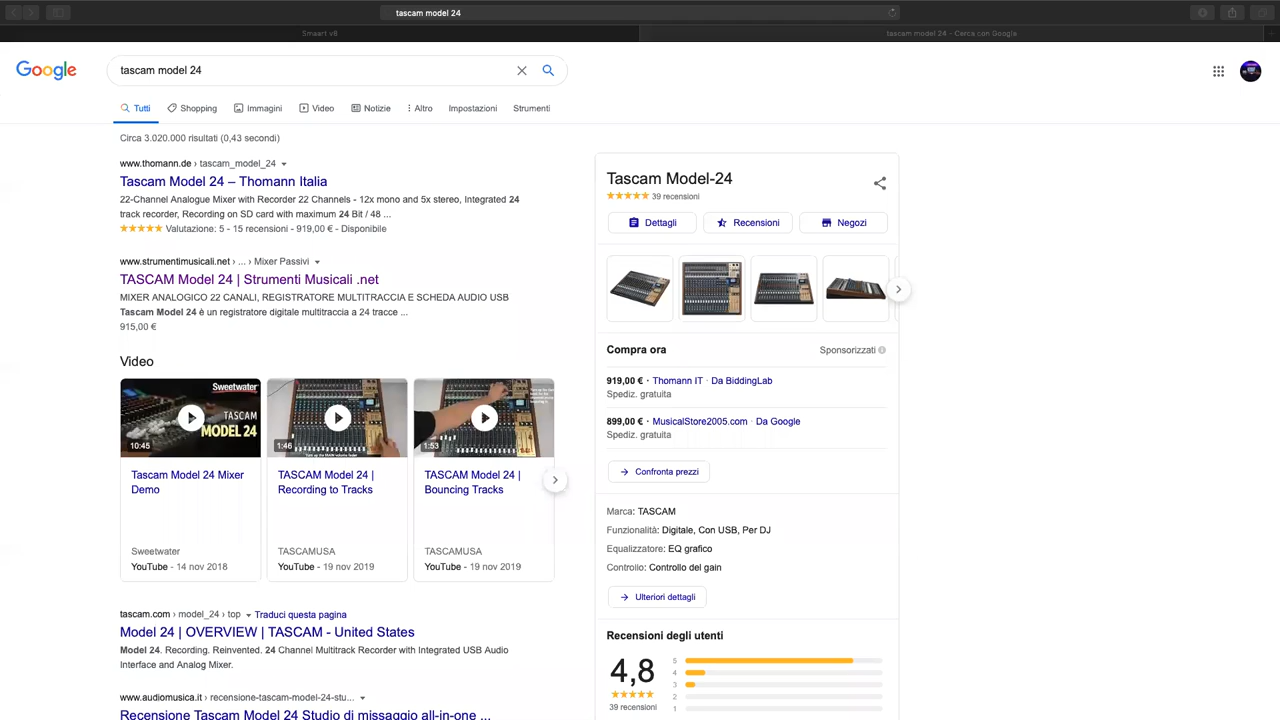 tascam model 24
Smaart v8
tascam model 24 - Cerca con Google
Google
tascam model 24
Tutti
Shopping
Immagini
Video
Notizie
Altro
Impostazioni
Strumenti
Circa 3.020.000 risultati (0,43 secondi)
www.thomann.de › tascam_model_24
Tascam Model 24 – Thomann Italia
22-Channel Analogue Mixer with Recorder 22 Channels - 12x mono and 5x stereo, Integrated 24
track recorder, Recording on SD card with maximum 24 Bit / 48 ...
Valutazione: 5 - 15 recensioni - 919,00 € - Disponibile
www.strumentimusicali.net › ... › Mixer Passivi
TASCAM Model 24 | Strumenti Musicali .net
MIXER ANALOGICO 22 CANALI, REGISTRATORE MULTITRACCIA E SCHEDA AUDIO USB
Tascam Model 24 è un registratore digitale multitraccia a 24 tracce ...
915,00 €
Video
Sweetwater
TASCAM
MODEL 24
10:45
Tascam Model 24 Mixer
Demo
Sweetwater
YouTube - 14 nov 2018
1:46
TASCAM Model 24 |
Recording to Tracks
TASCAMUSA
YouTube - 19 nov 2019
1:53
TASCAM Model 24 |
Bouncing Tracks
TASCAMUSA
YouTube - 19 nov 2019
tascam.com › model_24 › top
Traduci questa pagina
Model 24 | OVERVIEW | TASCAM - United States
Model 24. Recording. Reinvented. 24 Channel Multitrack Recorder with Integrated USB Audio
Interface and Analog Mixer.
www.audiomusica.it › recensione-tascam-model-24-stu...
Recensione Tascam Model 24 Studio di missaggio all-in-one ...
Tascam Model-24
39 recensioni
Dettagli
Recensioni
Negozi
Compra ora
Sponsorizzati
919,00 € · Thomann IT · Da BiddingLab
Spediz. gratuita
899,00 € · MusicalStore2005.com · Da Google
Spediz. gratuita
Confronta prezzi
Marca: TASCAM
Funzionalità: Digitale, Con USB, Per DJ
Equalizzatore: EQ grafico
Controllo: Controllo del gain
Ulteriori dettagli
Recensioni degli utenti
4,8
39 recensioni
5
4
3
2
1